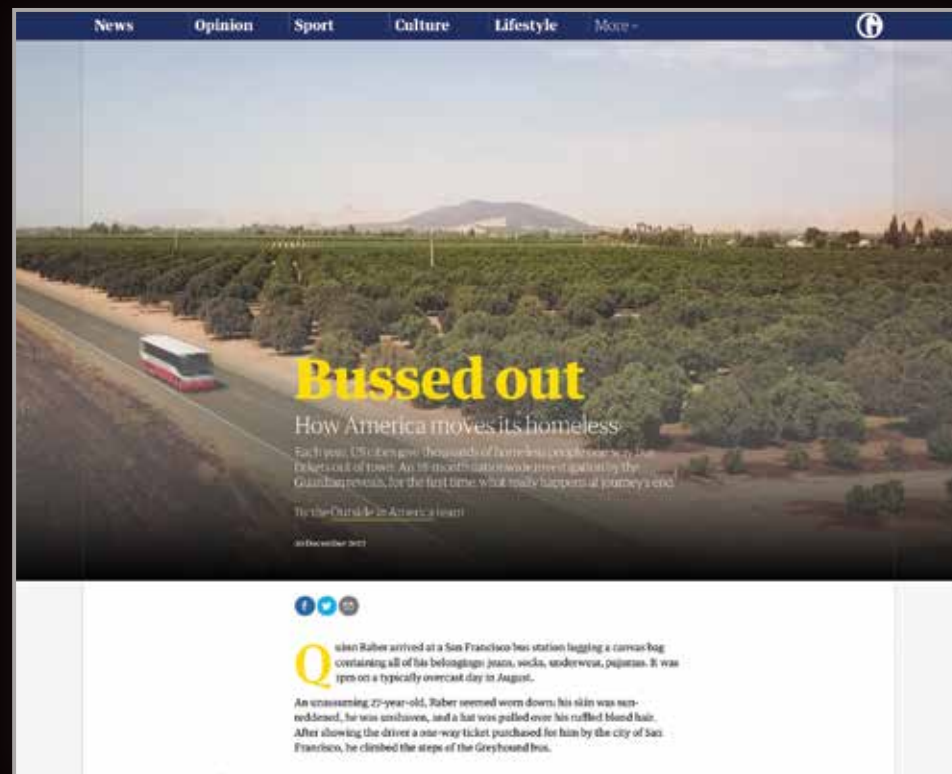 News Opinion Sport Culture Lifestyle More
Bussed out
How America moves its homeless
Each year, US cities give thousands of homeless people one-way bus
tickets out of town. An 18-month nationwide investigation by the
Guardian reveals, for the first time, what really happens at journey's end.
By the Outside in America team
20 December 2017
Quinn Raber arrived at a San Francisco bus station lugging a canvas bag
containing all of his belongings: jeans, socks, underwear, pajamas. It was
1pm on a typically overcast day in August.
An unassuming 27-year-old, Raber seemed worn down: his skin was sun-
reddened, he was unshaven, and a hat was pulled over his ruffled blond hair.
After showing the driver a one-way ticket purchased for him by the city of San
Francisco, he climbed the steps of the Greyhound bus.